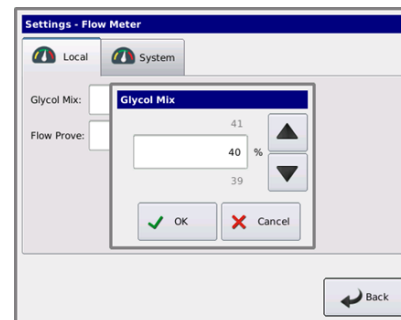 Settings - Flow Meter
Local System
Glycol Mix:
Flow Prove:
Glycol Mix
41
40 %
39
OK Cancel
Back